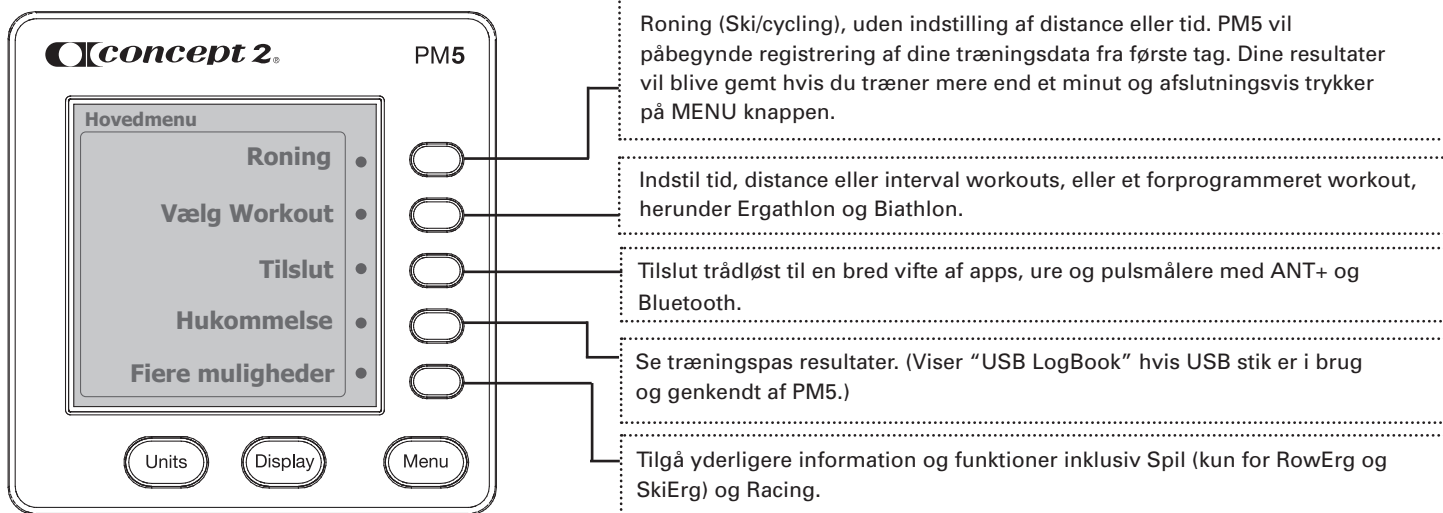 concept 2®
PM5
Hovedmenu
Roning
Vælg Workout
Tilslut
Hukommelse
Fiere muligheder
Units
Display
Menu
Roning (Ski/cycling), uden indstilling af distance eller tid. PM5 vil
påbegynde registrering af dine træningsdata fra første tag. Dine resultater
vil blive gemt hvis du træner mere end et minut og afslutningsvis trykker
på MENU knappen.
Indstil tid, distance eller interval workouts, eller et forprogrammeret workout,
herunder Ergathlon og Biathlon.
Tilslut trådløst til en bred vifte af apps, ure og pulsmålere med ANT+ og
Bluetooth.
Se træningspas resultater. (Viser “USB LogBook” hvis USB stik er i brug
og genkendt af PM5.)
Tilgå yderligere information og funktioner inklusiv Spil (kun for RowErg og
SkiErg) og Racing.